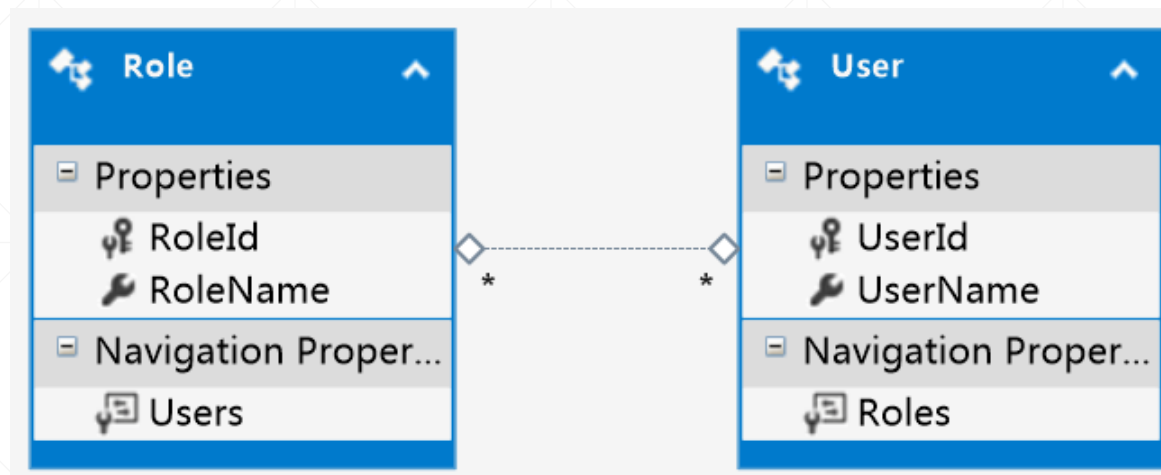 Role
Properties
RoleId
RoleName
Navigation Proper...
Users
*
*
User
Properties
UserId
UserName
Navigation Proper...
Roles